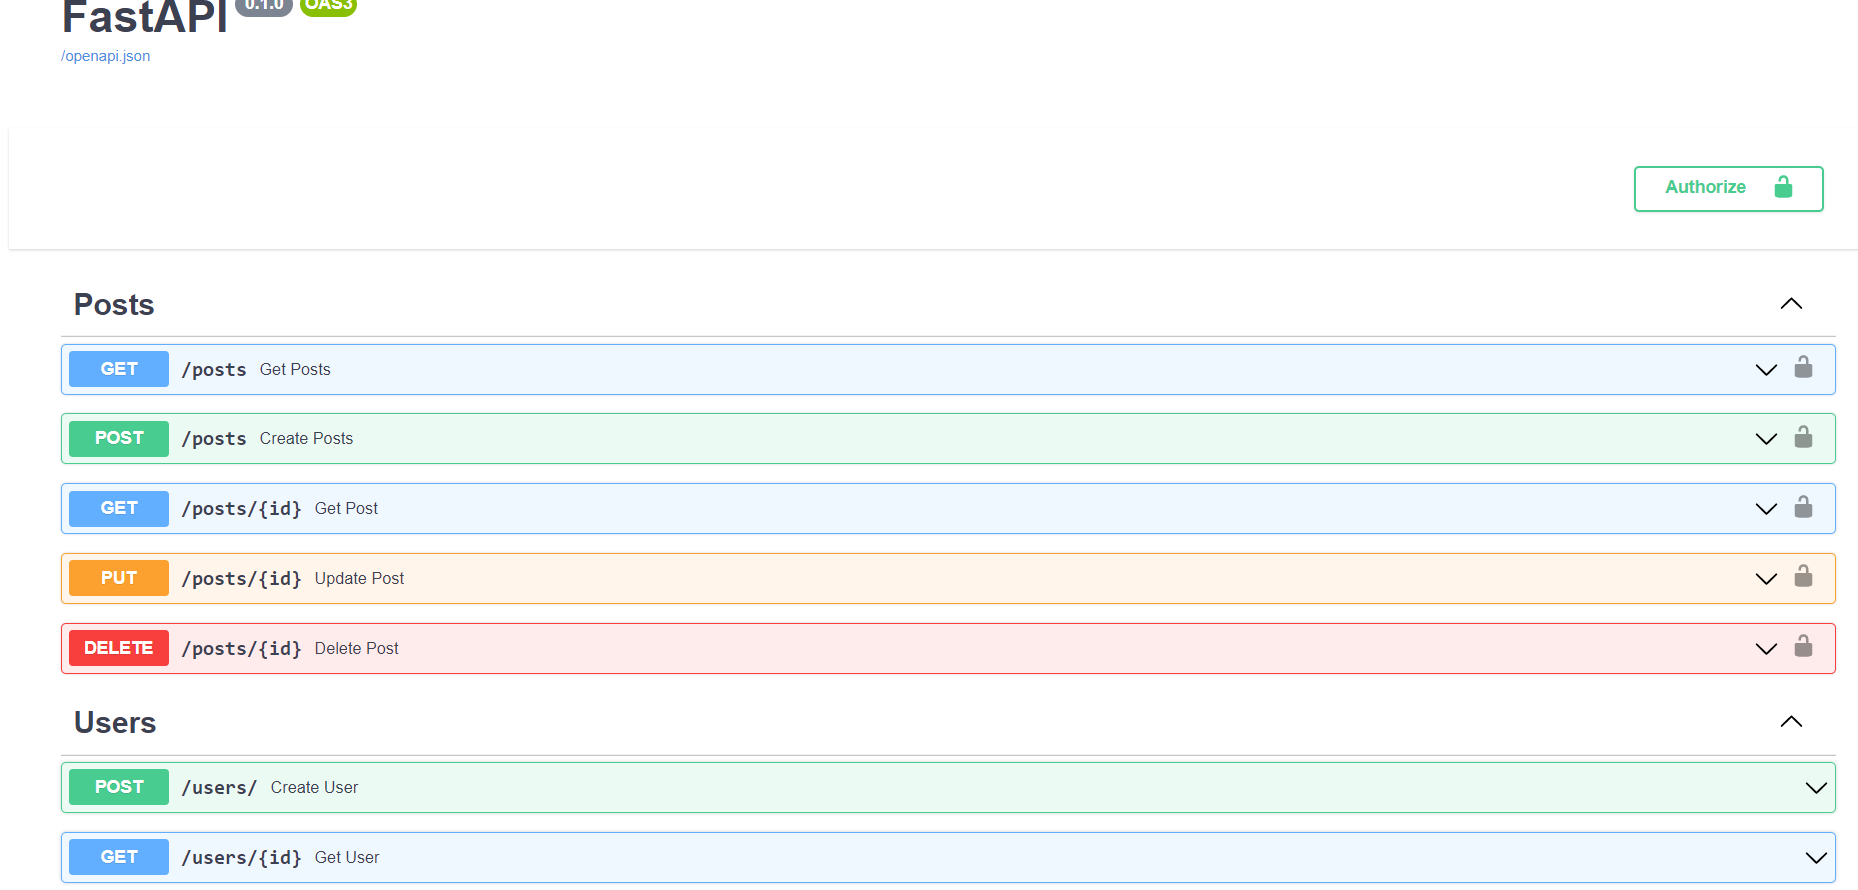 FastAPI 0.1.0 OAS3
/openapi.json
Authorize
Posts
GET /posts Get Posts
POST /posts Create Posts
GET /posts/{id} Get Post
PUT /posts/{id} Update Post
DELETE /posts/{id} Delete Post
Users
POST /users/ Create User
GET /users/{id} Get User